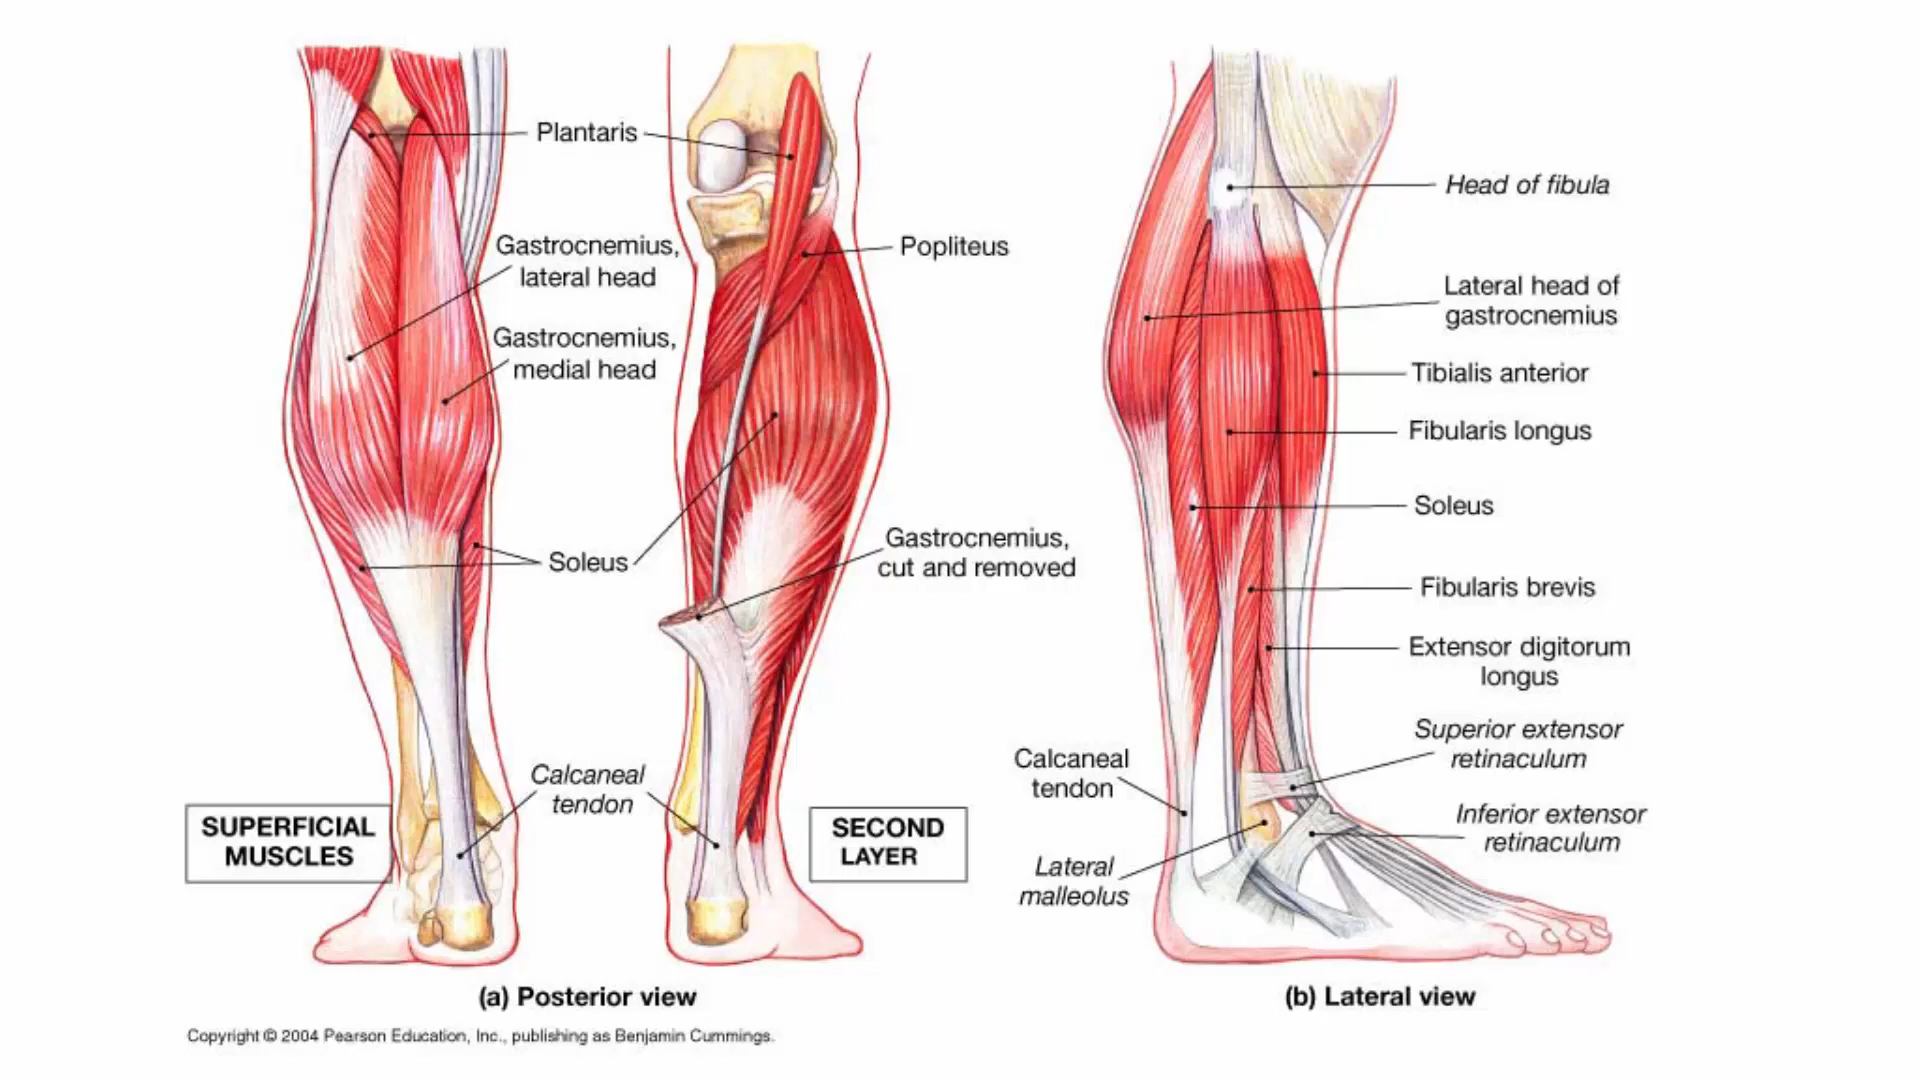 Plantaris
Gastrocnemius,
lateral head
Gastrocnemius,
medial head
Soleus
Calcaneal
tendon
SUPERFICIAL
MUSCLES
Popliteus
Gastrocnemius,
cut and removed
SECOND
LAYER
(a) Posterior view
Head of fibula
Lateral head of
gastrocnemius
Tibialis anterior
Fibularis longus
Soleus
Fibularis brevis
Extensor digitorum
longus
Superior extensor
retinaculum
Inferior extensor
retinaculum
Calcaneal
tendon
Lateral
malleolus
(b) Lateral view
Copyright © 2004 Pearson Education, Inc., publishing as Benjamin Cummings.